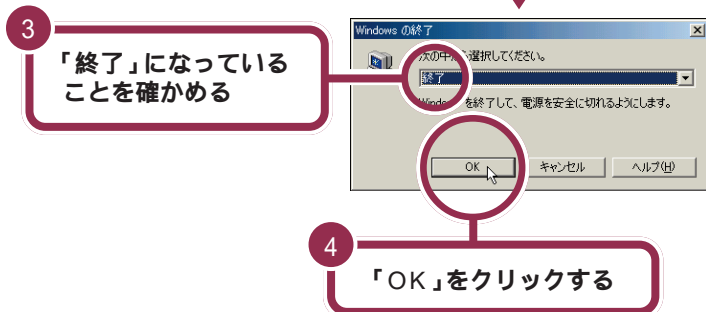 3
「終了」になっている
ことを確かめる
Windows の終了
次の中から選択してください。
終了
Windows を終了して、電源を安全に切れるようにします。
OK
キャンセル
ヘルプ(H)
4
「OK」をクリックする